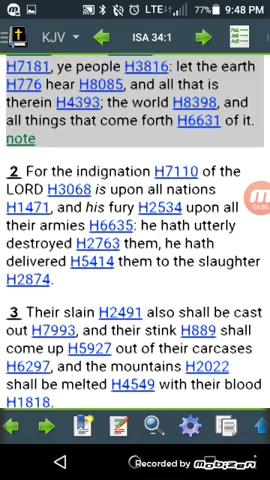 LTE 77% 9:48 PM
KJV ISA 34:1
H7181, ye people H3816: let the earth
H776 hear H8085, and all that is
therein H4393; the world H8398, and
all things that come forth H6631 of it.
note
2 For the indignation H7110 of the
LORD H3068 is upon all nations
H1471, and his fury H2534 upon all
their armies H6635: he hath utterly
destroyed H2763 them, he hath
delivered H5414 them to the slaughter
H2874.
3 Their slain H2491 also shall be cast
out H7993, and their stink H889 shall
come up H5927 out of their carcases
H6297, and the mountains H2022
shall be melted H4549 with their blood
H1818.
Recorded by mobizen